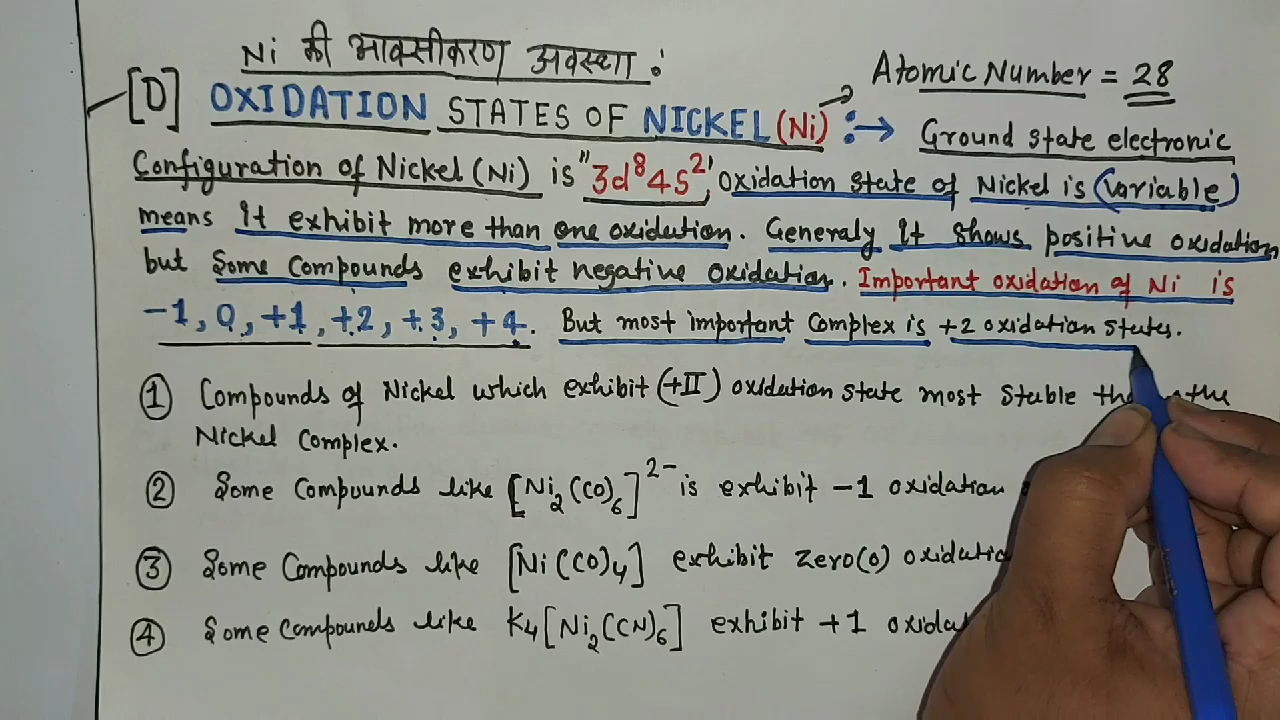 Ni की आक्सीकरण अवस्था :
Atomic Number = 28
[D] OXIDATION STATES OF NICKEL (Ni) :→ Ground state electronic
Configuration of Nickel (Ni) is "3d⁸4s²", Oxidation state of Nickel is (variable)
means It exhibit more than one oxidation. Generaly It shows positive oxidation
but Some Compounds exhibit negative oxidation. Important oxidation of Ni is
-1, 0, +1, +2, +3, +4. But most important Complex is +2 oxidation states.
① Compounds of Nickel which exhibit (+II) oxidation state most stable the
Nickel Complex.
② Some Compounds like [Ni₂(CO)₆]²⁻ is exhibit -1 oxidation
③ Some Compounds like [Ni(CO)₄] exhibit zero(0)
④ Some Compounds like K₄[Ni₂(CN)₆] exhibit +1